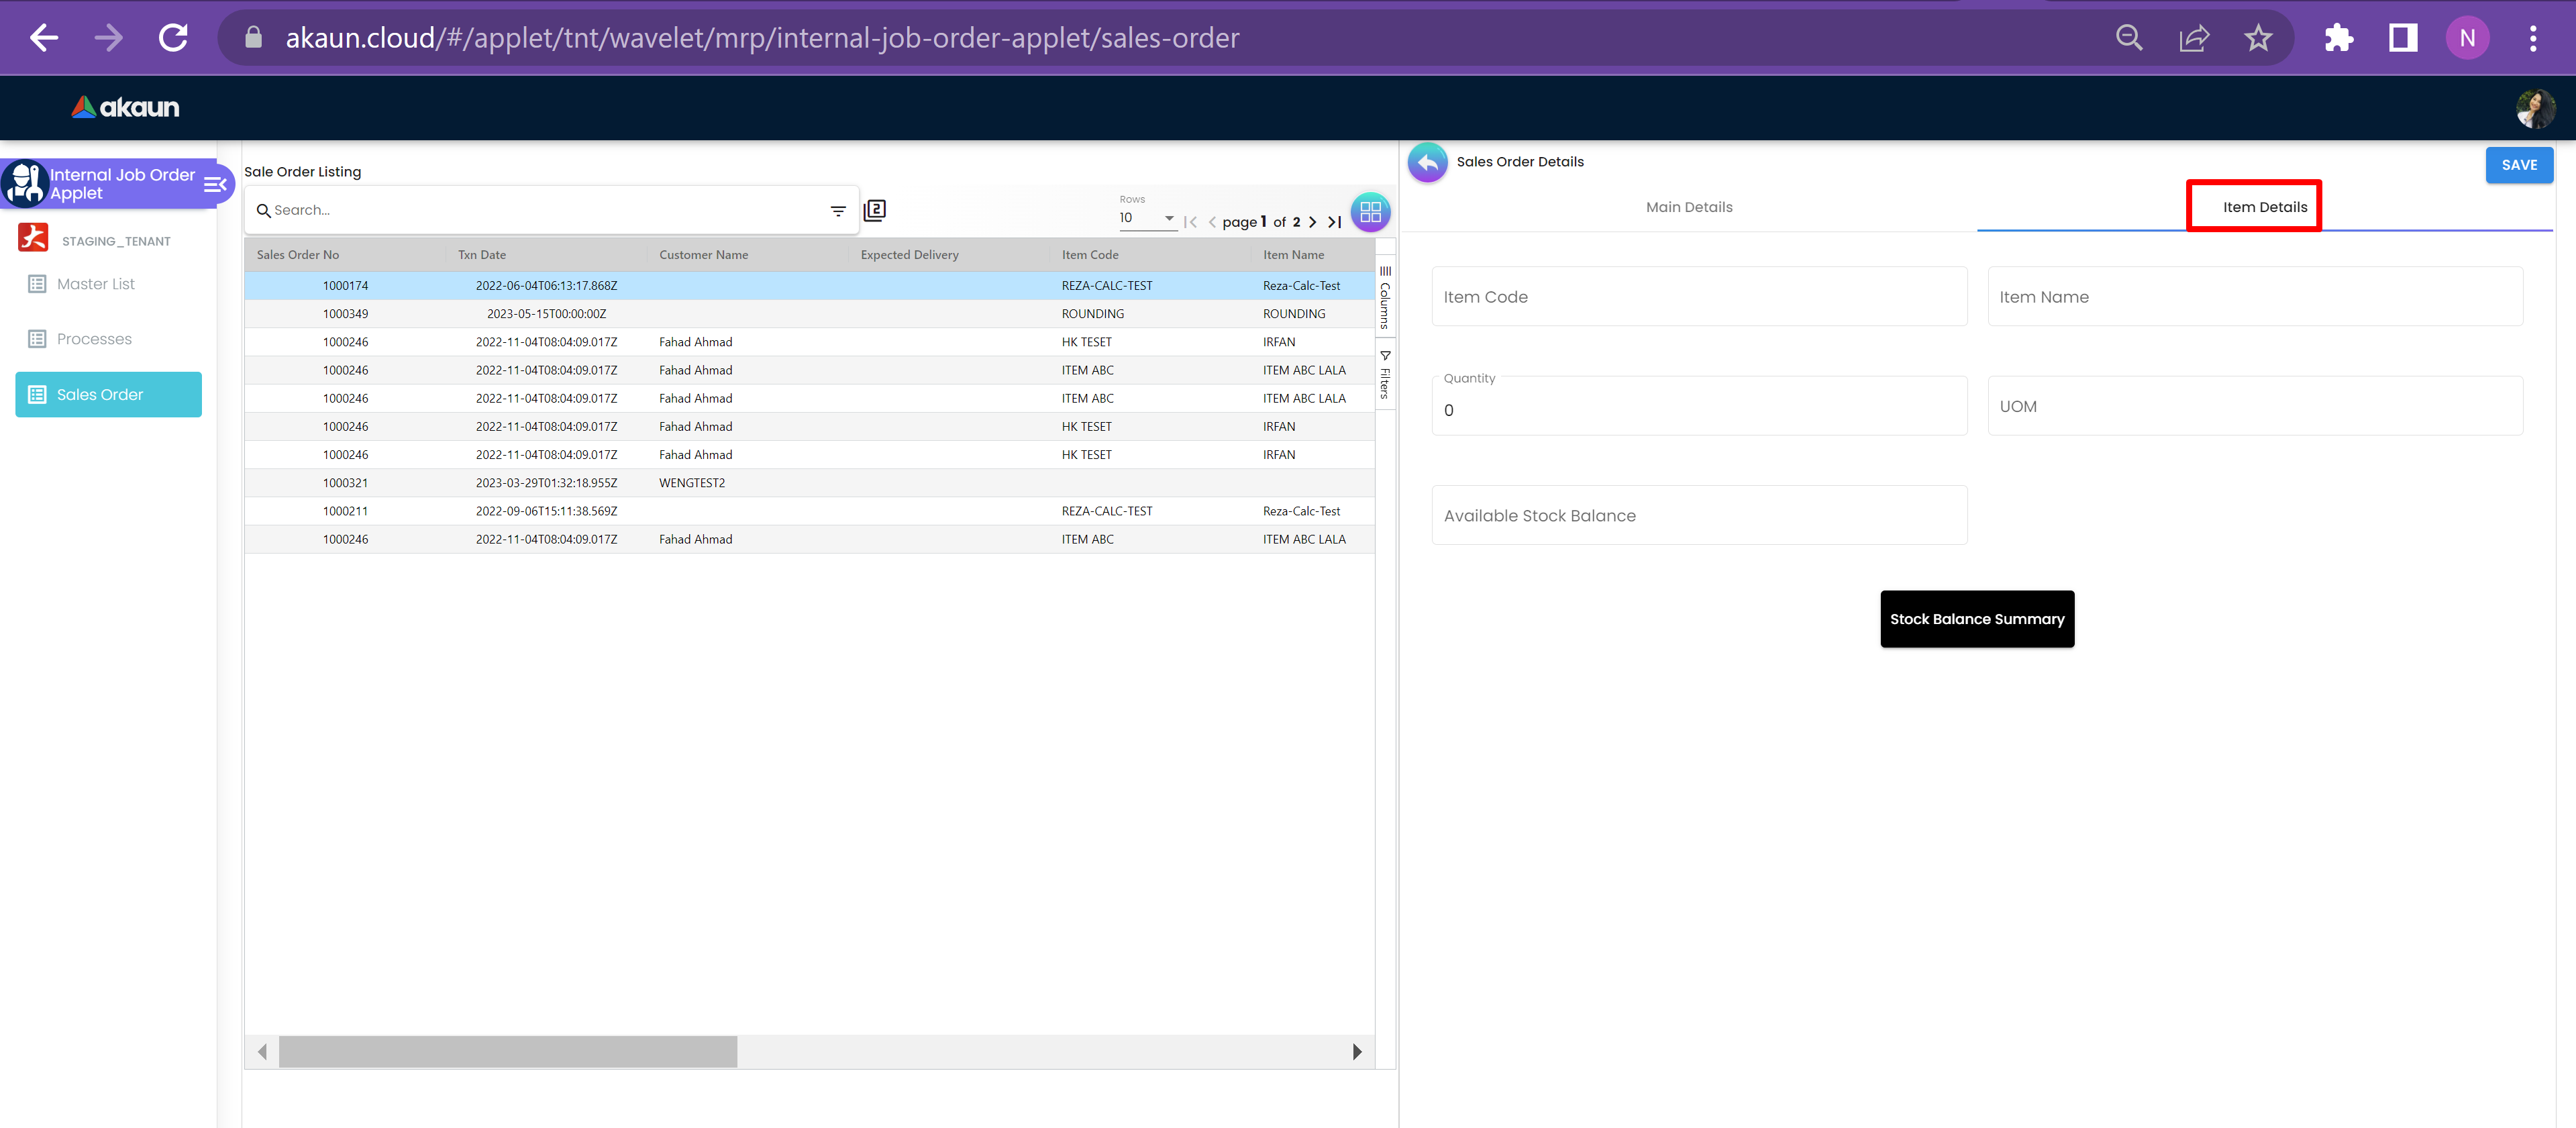 akaun.cloud/#/applet/tnt/wavelet/mrp/internal-job-order-applet/sales-order
N
akaun
Internal Job Order
Applet
STAGING_TENANT
Master List
Processes
Sales Order
Sale Order Listing
Search...
2
Rows
10
page 1 of 2
Sales Order No Txn Date Customer Name Expected Delivery Item Code Item Name
1000174 2022-06-04T06:13:17.868Z REZA-CALC-TEST Reza-Calc-Test
1000349 2023-05-15T00:00:00Z ROUNDING ROUNDING
1000246 2022-11-04T08:04:09.017Z Fahad Ahmad HK TESET IRFAN
1000246 2022-11-04T08:04:09.017Z Fahad Ahmad ITEM ABC ITEM ABC LALA
1000246 2022-11-04T08:04:09.017Z Fahad Ahmad ITEM ABC ITEM ABC LALA
1000246 2022-11-04T08:04:09.017Z Fahad Ahmad HK TESET IRFAN
1000246 2022-11-04T08:04:09.017Z Fahad Ahmad HK TESET IRFAN
1000321 2023-03-29T01:32:18.955Z WENGTEST2
1000211 2022-09-06T15:11:38.569Z REZA-CALC-TEST Reza-Calc-Test
1000246 2022-11-04T08:04:09.017Z Fahad Ahmad ITEM ABC ITEM ABC LALA
Columns
Filters
Sales Order Details
SAVE
Main Details
Item Details
Item Code
Item Name
Quantity
0
UOM
Available Stock Balance
Stock Balance Summary